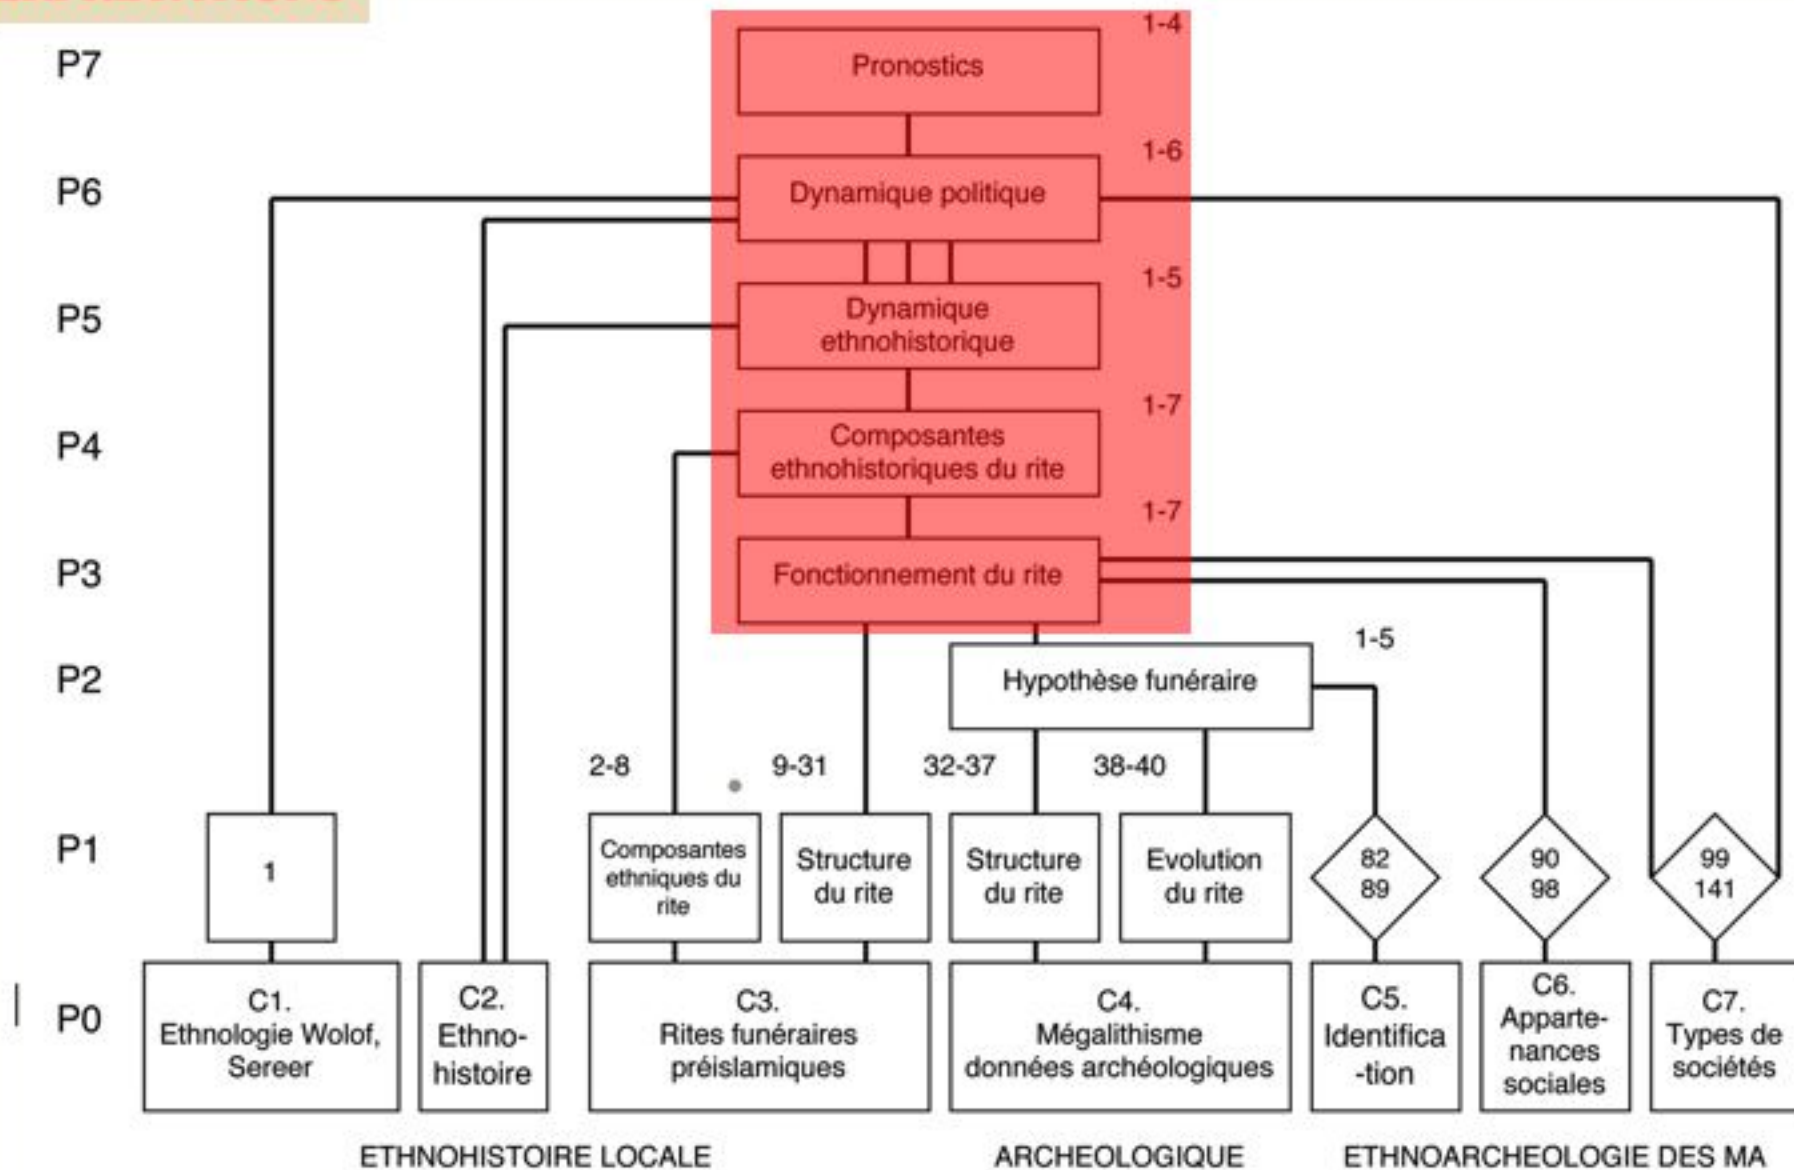 P7
1-4
Pronostics
P6
1-6
Dynamique politique
P5
1-5
Dynamique
ethnohistorique
P4
1-7
Composantes
ethnohistoriques du rite
P3
1-7
Fonctionnement du rite
P2
1-5
Hypothèse funéraire
2-8
9-31
32-37
38-40
P1
1
Composantes
ethniques du
rite
Structure
du rite
Structure
du rite
Evolution
du rite
82
89
90
98
99
141
P0
C1.
Ethnologie Wolof,
Sereer
C2.
Ethno-
histoire
C3.
Rites funéraires
préislamiques
C4.
Mégalithisme
données archéologiques
C5.
Identifica
-tion
C6.
Apparte-
nances
sociales
C7.
Types de
sociétés
ETHNOHISTOIRE LOCALE
ARCHEOLOGIQUE
ETHNOARCHEOLOGIE DES MA